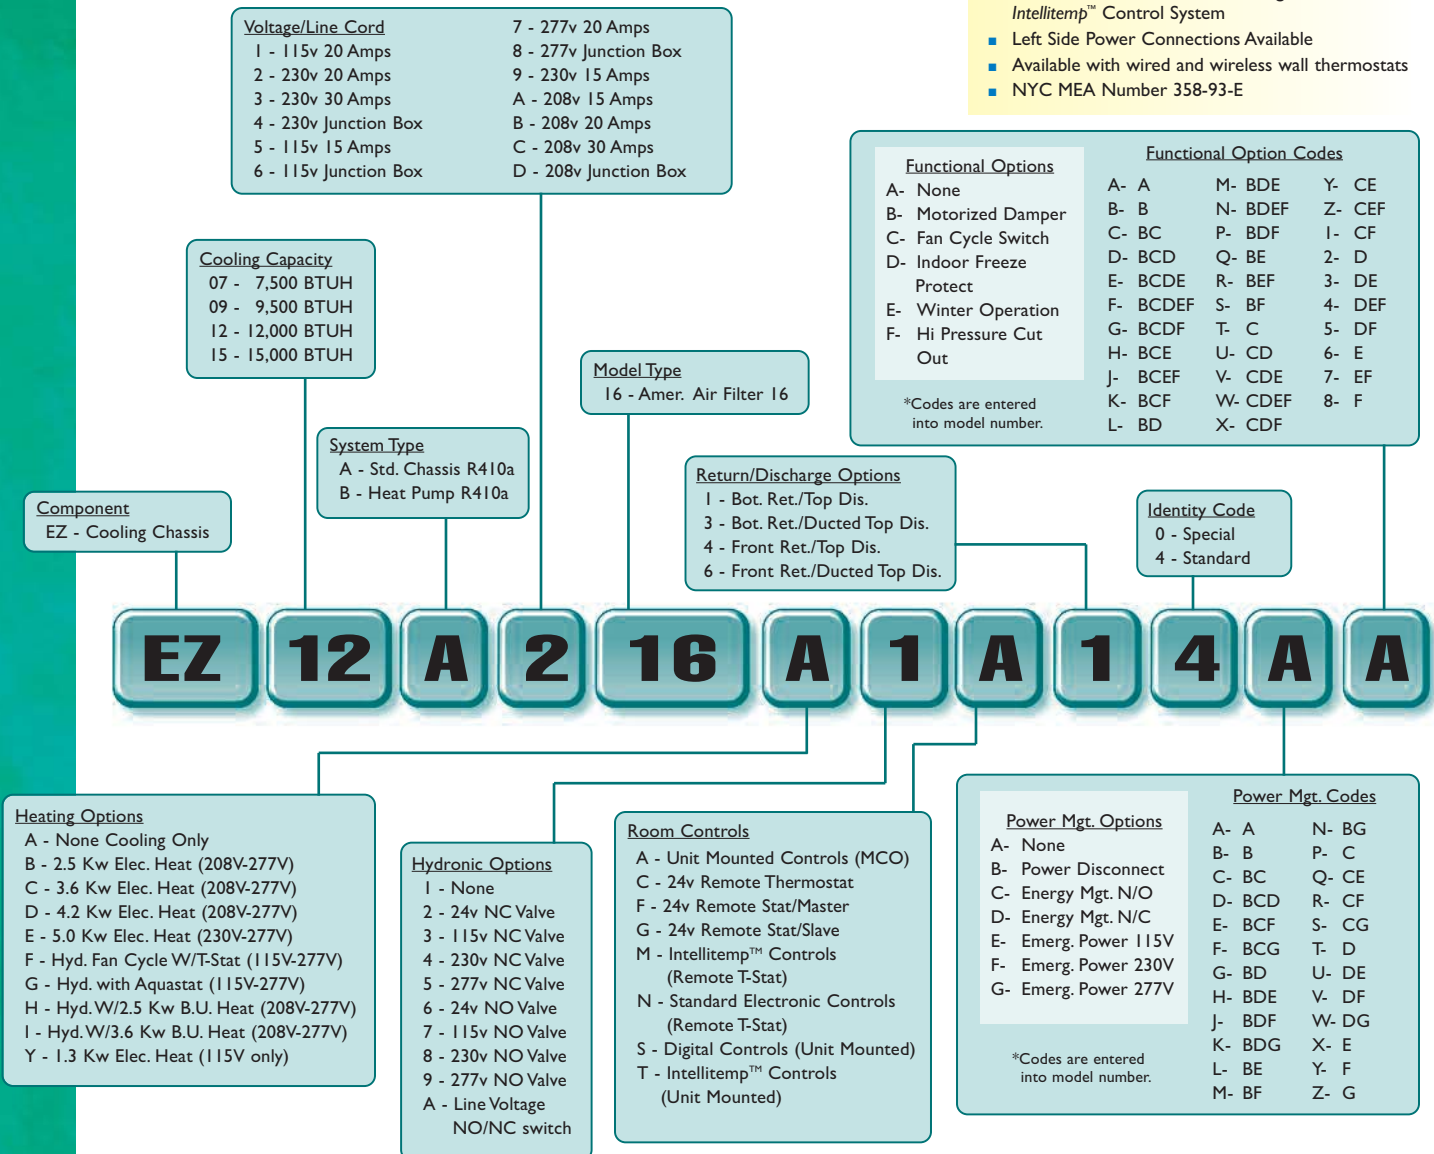 Intellitemp™ Control System
Left Side Power Connections Available
Available with wired and wireless wall thermostats
NYC MEA Number 358-93-E
Voltage/Line Cord
1 - 115v 20 Amps
2 - 230v 20 Amps
3 - 230v 30 Amps
4 - 230v Junction Box
5 - 115v 15 Amps
6 - 115v Junction Box
7 - 277v 20 Amps
8 - 277v Junction Box
9 - 230v 15 Amps
A - 208v 15 Amps
B - 208v 20 Amps
C - 208v 30 Amps
D - 208v Junction Box
Cooling Capacity
07 - 7,500 BTUH
09 - 9,500 BTUH
12 - 12,000 BTUH
15 - 15,000 BTUH
Functional Options
A- None
B- Motorized Damper
C- Fan Cycle Switch
D- Indoor Freeze
Protect
E- Winter Operation
F- Hi Pressure Cut
Out
*Codes are entered
into model number.
Functional Option Codes
A- A
B- B
C- BC
D- BCD
E- BCDE
F- BCDEF
G- BCDF
H- BCE
J- BCEF
K- BCF
L- BD
M- BDE
N- BDEF
P- BDF
Q- BE
R- BEF
S- BF
T- C
U- CD
V- CDE
W- CDEF
X- CDF
Y- CE
Z- CEF
1- CF
2- D
3- DE
4- DEF
5- DF
6- E
7- EF
8- F
Model Type
16 - Amer. Air Filter 16
System Type
A - Std. Chassis R410a
B - Heat Pump R410a
Component
EZ - Cooling Chassis
Return/Discharge Options
1 - Bot. Ret./Top Dis.
3 - Bot. Ret./Ducted Top Dis.
4 - Front Ret./Top Dis.
6 - Front Ret./Ducted Top Dis.
Identity Code
0 - Special
4 - Standard
EZ 12 A 2 16 A 1 A 1 4 A A
Heating Options
A - None Cooling Only
B - 2.5 Kw Elec. Heat (208V-277V)
C - 3.6 Kw Elec. Heat (208V-277V)
D - 4.2 Kw Elec. Heat (208V-277V)
E - 5.0 Kw Elec. Heat (230V-277V)
F - Hyd. Fan Cycle W/T-Stat (115V-277V)
G - Hyd. with Aquastat (115V-277V)
H - Hyd. W/2.5 Kw B.U. Heat (208V-277V)
I - Hyd. W/3.6 Kw B.U. Heat (208V-277V)
Y - 1.3 Kw Elec. Heat (115V only)
Hydronic Options
1 - None
2 - 24v NC Valve
3 - 115v NC Valve
4 - 230v NC Valve
5 - 277v NC Valve
6 - 24v NO Valve
7 - 115v NO Valve
8 - 230v NO Valve
9 - 277v NO Valve
A - Line Voltage
NO/NC switch
Room Controls
A - Unit Mounted Controls (MCO)
C - 24v Remote Thermostat
F - 24v Remote Stat/Master
G - 24v Remote Stat/Slave
M - Intellitemp™ Controls
(Remote T-Stat)
N - Standard Electronic Controls
(Remote T-Stat)
S - Digital Controls (Unit Mounted)
T - Intellitemp™ Controls
(Unit Mounted)
Power Mgt. Options
A- None
B- Power Disconnect
C- Energy Mgt. N/O
D- Energy Mgt. N/C
E- Emerg. Power 115V
F- Emerg. Power 230V
G- Emerg. Power 277V
*Codes are entered
into model number.
Power Mgt. Codes
A- A
B- B
C- BC
D- BCD
E- BCF
F- BCG
G- BD
H- BDE
J- BDF
K- BDG
L- BE
M- BF
N- BG
P- C
Q- CE
R- CF
S- CG
T- D
U- DE
V- DF
W- DG
X- E
Y- F
Z- G